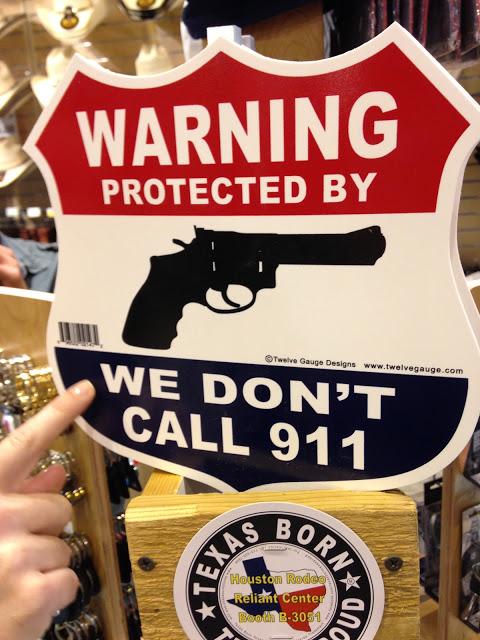 WARNING
PROTECTED BY
©Twelve Gauge Designs www.twelvegauge.com
WE DON'T
CALL 911
TEXAS BORN
Houston Rodeo
Reliant Center
Booth B-3051